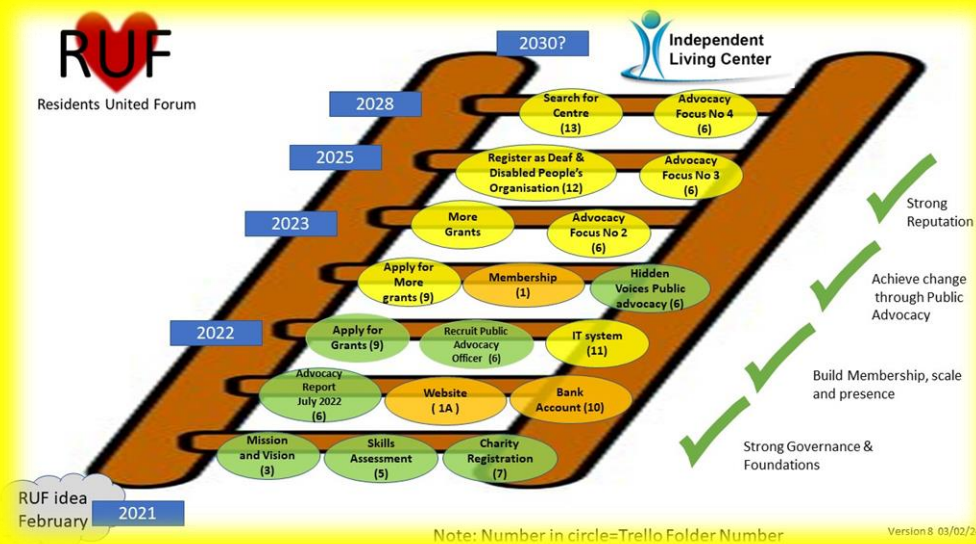 RUF
Residents United Forum
2030?
Independent
Living Center
2028
Search for
Centre
(13)
Advocacy
Focus No 4
(6)
2025
Register as Deaf &
Disabled People's
Organisation (12)
Advocacy
Focus No 3
(6)
2023
More
Grants
Advocacy
Focus No 2
(6)
Strong
Reputation
Apply for
More
grants (9)
Membership
(1)
Hidden
Voices Public
advocacy (6)
Achieve change
through Public
Advocacy
2022
Apply for
Grants (9)
Recruit Public
Advocacy
Officer (6)
IT system
(11)
Advocacy
Report
July 2022
(6)
Website
( 1A )
Bank
Account (10)
Build Membership, scale
and presence
Mission
and Vision
(3)
Skills
Assessment
(5)
Charity
Registration
(7)
Strong Governance &
Foundations
RUF idea
February
2021
Note: Number in circle=Trello Folder Number
Version 8 03/02/2